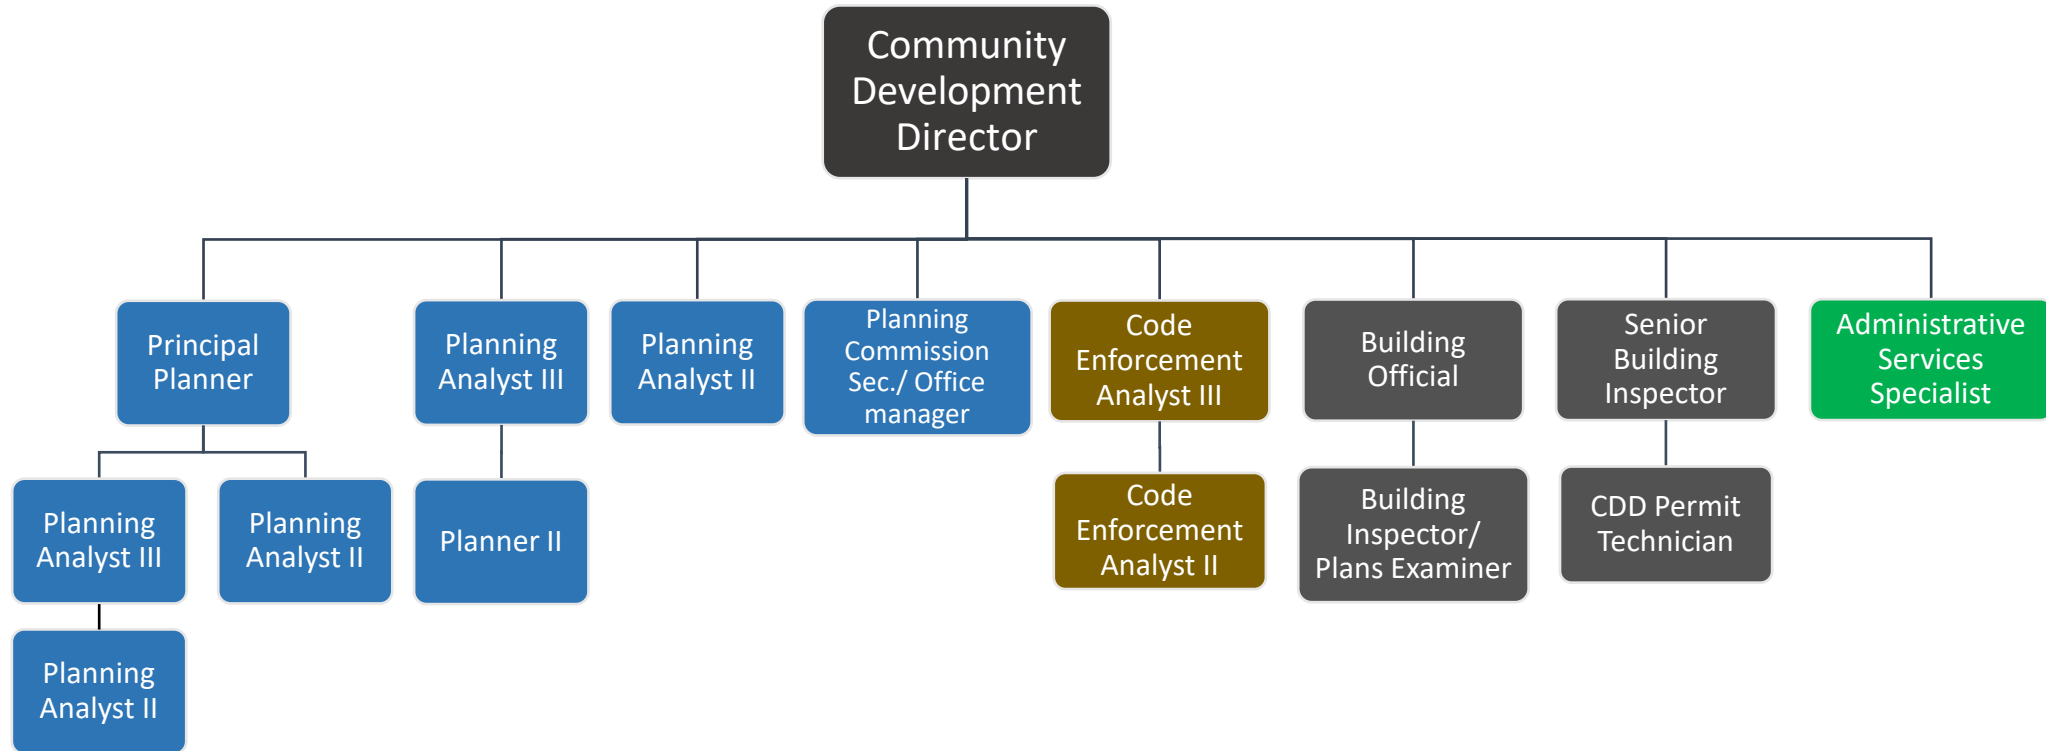 Community
Development
Director
Principal
Planner
Planning
Analyst III
Planning
Analyst II
Planning
Commission
Sec./ Office
manager
Code
Enforcement
Analyst III
Building
Official
Senior
Building
Inspector
Administrative
Services
Specialist
Planning
Analyst III
Planning
Analyst II
Planner II
Code
Enforcement
Analyst II
Building
Inspector/
Plans Examiner
CDD Permit
Technician
Planning
Analyst II